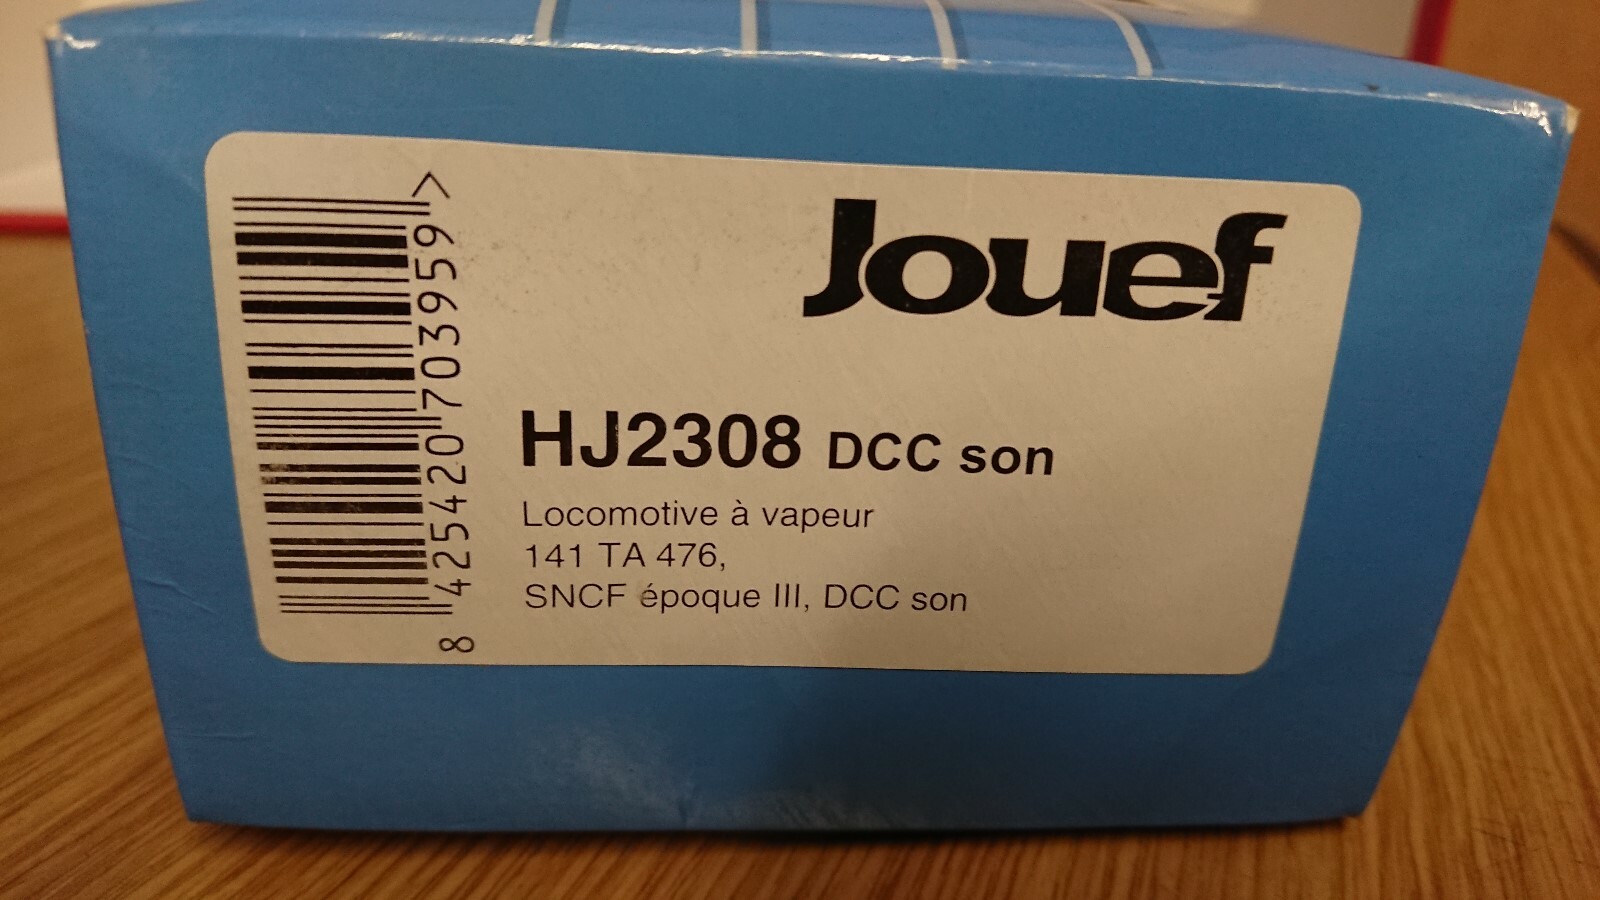 Jouef
HJ2308 DCC son
Locomotive à vapeur
141 TA 476,
SNCF époque III, DCC son
8 425420 703959 >